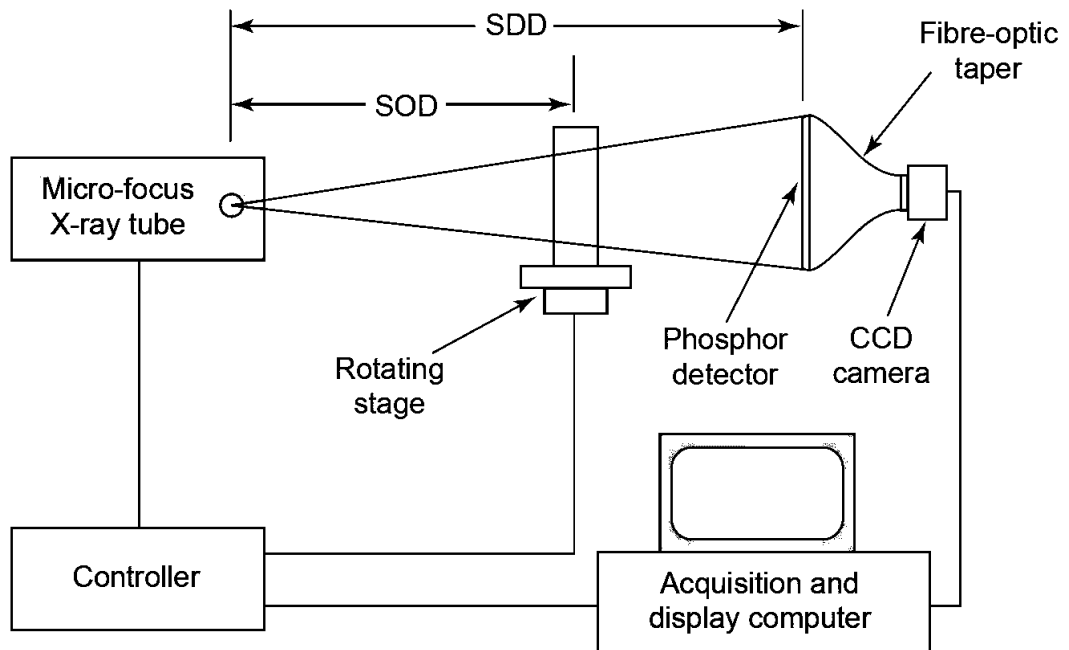 SDD
Fibre-optic
taper
SOD
Micro-focus
X-ray tube
Rotating
stage
Phosphor
detector
CCD
camera
Controller
Acquisition and
display computer